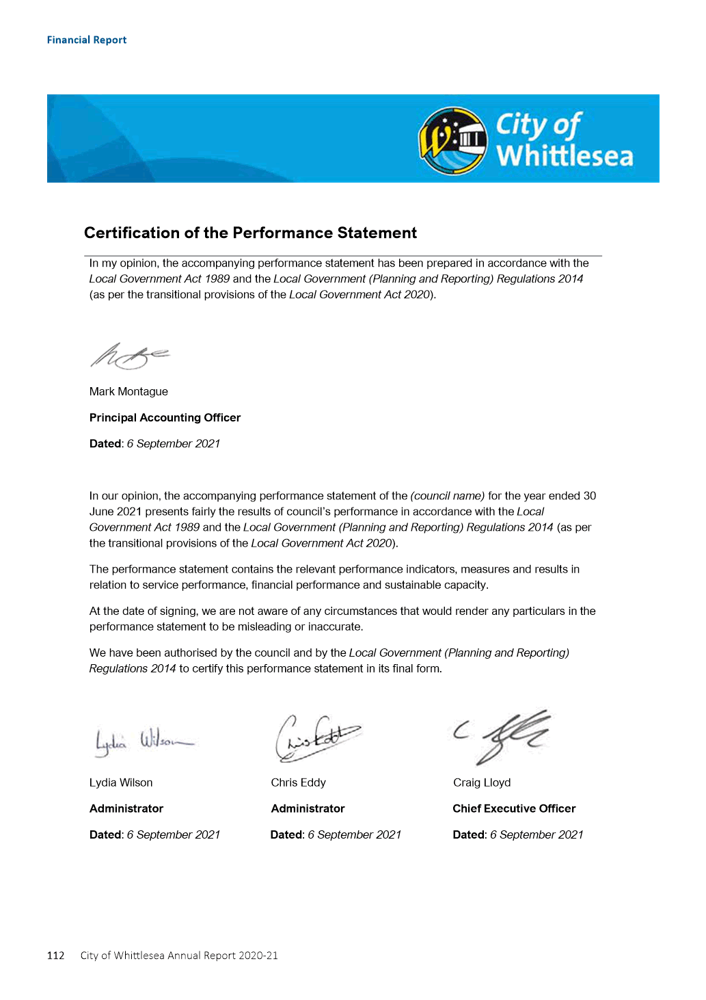 Financial Report
City of
Whittlesea
Certification of the Performance Statement
In my opinion, the accompanying performance statement has been prepared in accordance with the
Local Government Act 1989 and the Local Government (Planning and Reporting) Regulations 2014
(as per the transitional provisions of the Local Government Act 2020).
Mark Montague
Principal Accounting Officer
Dated: 6 September 2021
In our opinion, the accompanying performance statement of the (council name) for the year ended 30
June 2021 presents fairly the results of council's performance in accordance with the Local
Government Act 1989 and the Local Government (Planning and Reporting) Regulations 2014 (as per
the transitional provisions of the Local Government Act 2020).
The performance statement contains the relevant performance indicators, measures and results in
relation to service performance, financial performance and sustainable capacity.
At the date of signing, we are not aware of any circumstances that would render any particulars in the
performance statement to be misleading or inaccurate.
We have been authorised by the council and by the Local Government (Planning and Reporting)
Regulations 2014 to certify this performance statement in its final form.
Lydia Wilson
Chris Eddy
Lydia Wilson Chris Eddy Craig Lloyd
Administrator Administrator Chief Executive Officer
Dated: 6 September 2021 Dated: 6 September 2021 Dated: 6 September 2021
112 City of Whittlesea Annual Report 2020-21